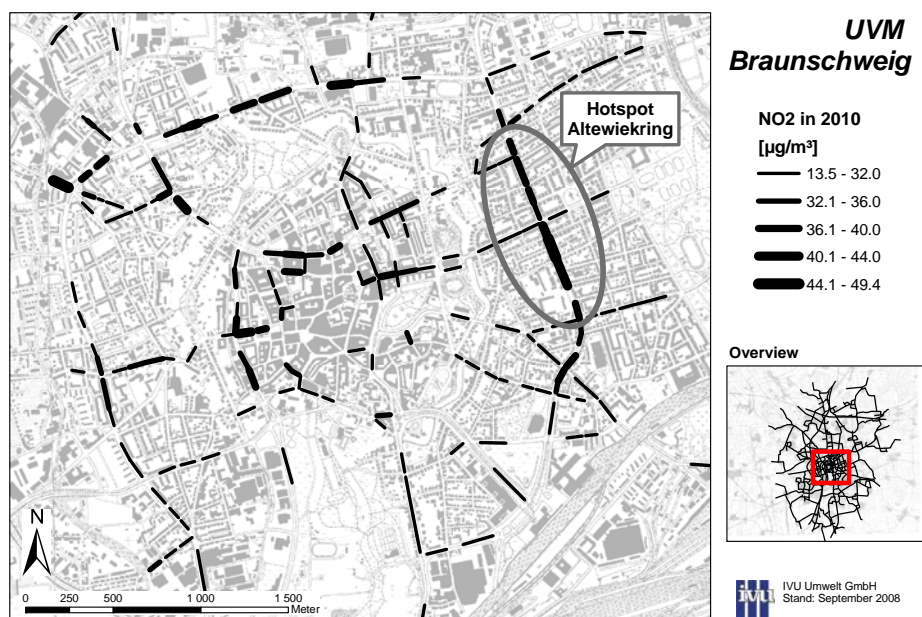 UVM
Braunschweig
Hotspot
Altewiekring
NO2 in 2010
[µg/m³]
13.5 - 32.0
32.1 - 36.0
36.1 - 40.0
40.1 - 44.0
44.1 - 49.4
Overview
N
0 250 500 750 1 000 1 500
Meter
ivu
IVU Umwelt GmbH
Stand: September 2008